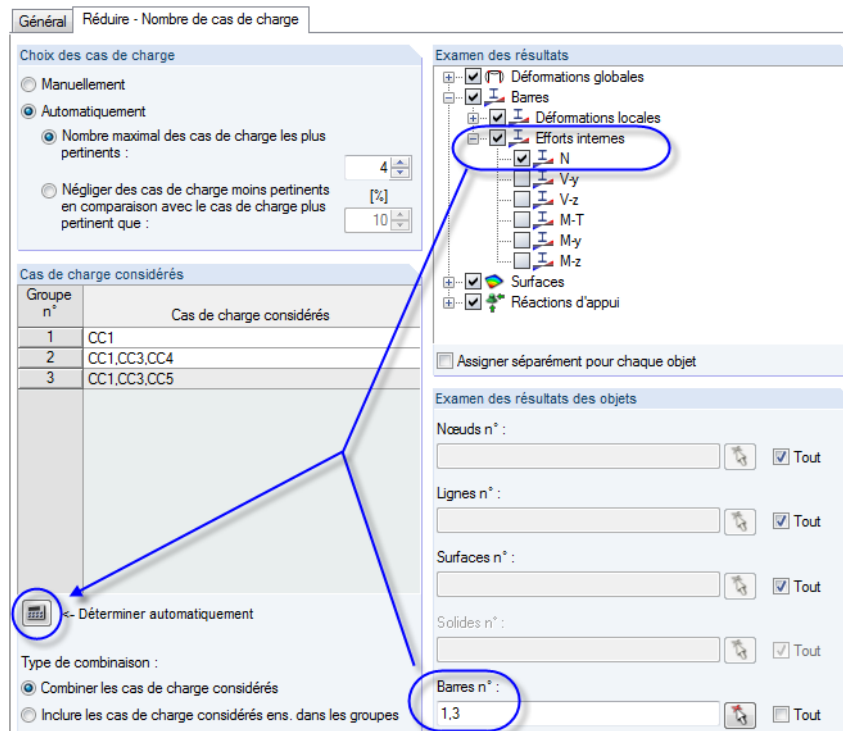 Général
Réduire - Nombre de cas de charge
Choix des cas de charge
Manuellement
Automatiquement
Nombre maximal des cas de charge les plus
pertinents :
4
Négliger des cas de charge moins pertinents
en comparaison avec le cas de charge plus
pertinent que :
[%]
10
Cas de charge considérés
Groupe
n°
Cas de charge considérés
1 CC1
2 CC1,CC3,CC4
3 CC1,CC3,CC5
<- Déterminer automatiquement
Type de combinaison :
Combiner les cas de charge considérés
Inclure les cas de charge considérés ens. dans les groupes
Examen des résultats
Déformations globales
Barres
Déformations locales
Efforts internes
N
V-y
V-z
M-T
M-y
M-z
Surfaces
Réactions d'appui
Assigner séparément pour chaque objet
Examen des résultats des objets
Nœuds n° :
Tout
Lignes n° :
Tout
Surfaces n° :
Tout
Solides n° :
Tout
Barres n° :
1,3
Tout